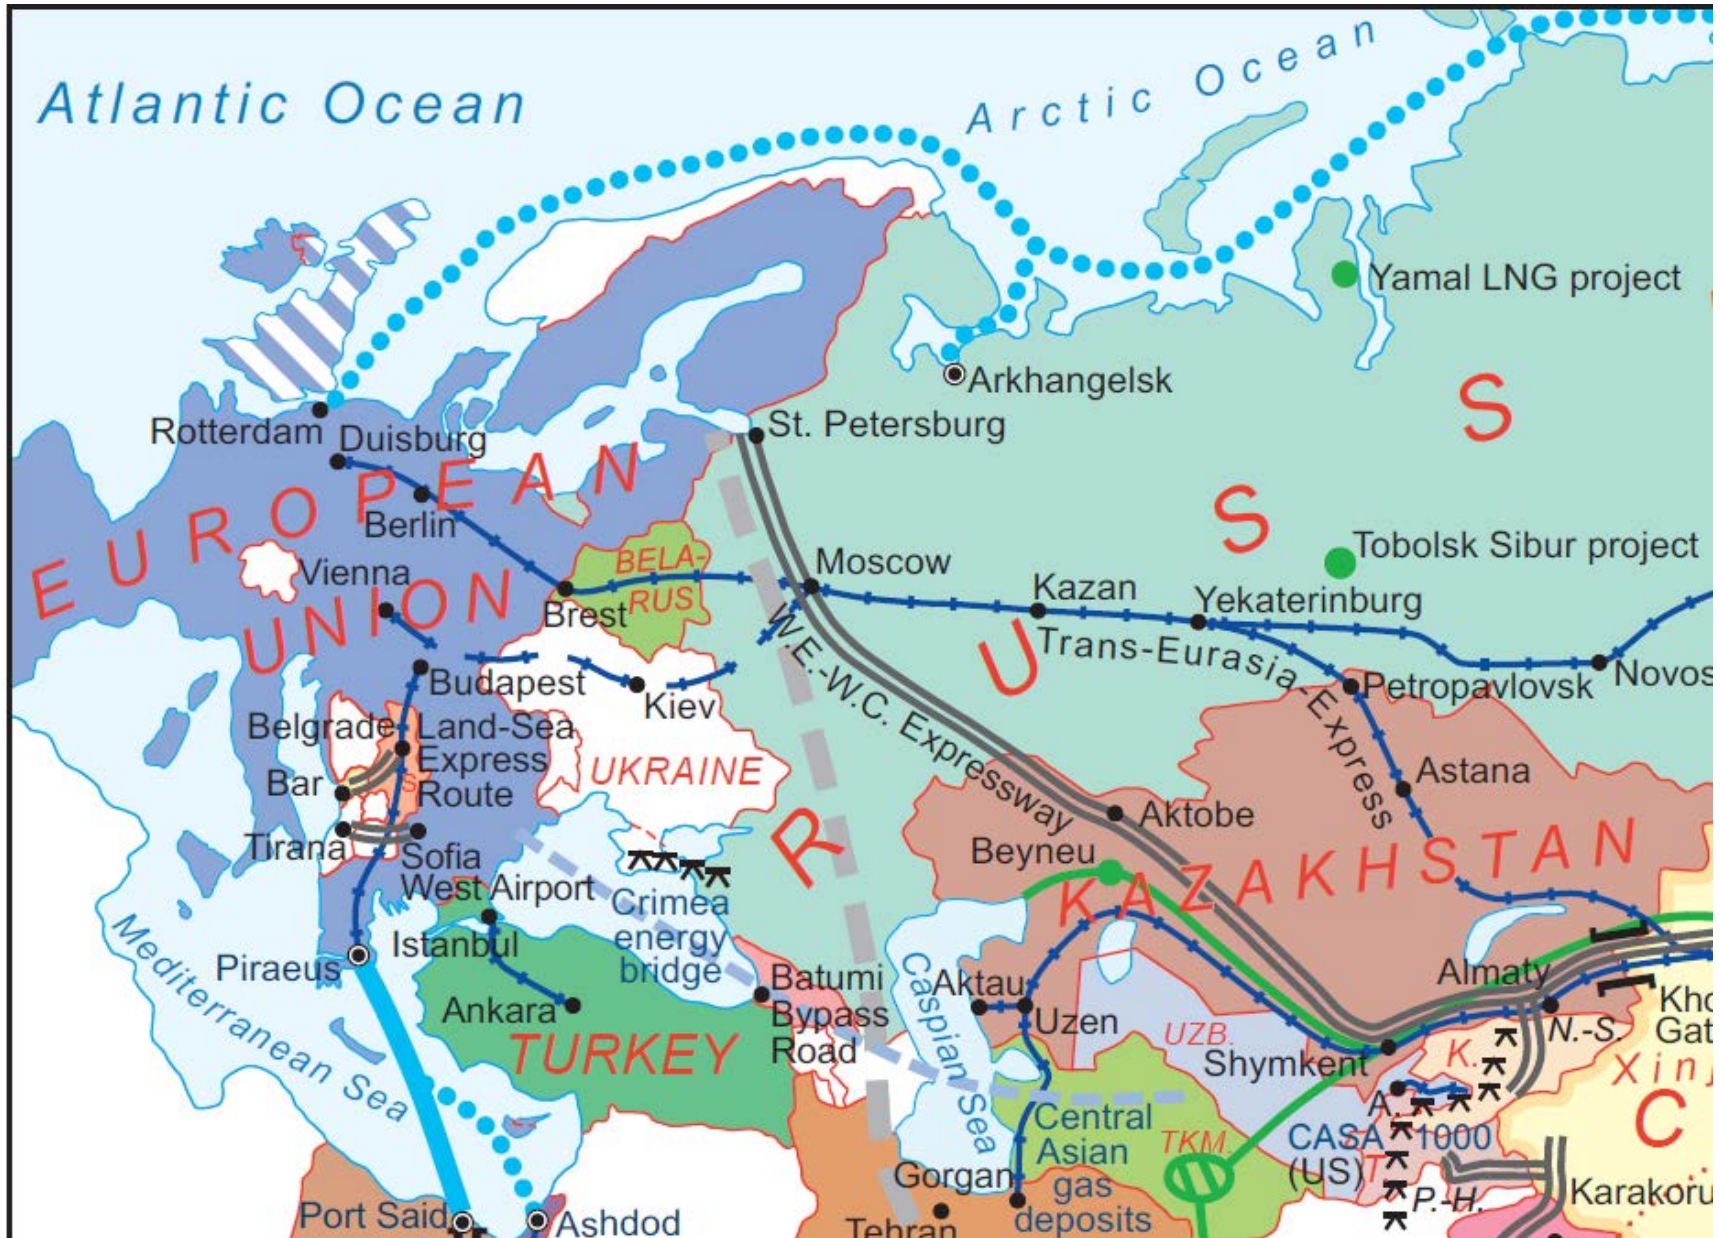 Atlantic Ocean
Arctic Ocean
Yamal LNG project
Arkhangelsk
Rotterdam
Duisburg
St. Petersburg
EUROPEAN
UNION
RUSS
Berlin
Vienna
BELA-
RUS
Brest
Moscow
Kazan
Tobolsk Sibur project
Yekaterinburg
Trans-Eurasia-Express
W.E.-W.C. Expressway
Budapest
Kiev
Petropavlovsk
Novos
Belgrade
Land-Sea
Express
Route
S
Bar
UKRAINE
Astana
Tirana
Sofia
West Airport
Aktobe
Beyneu
KAZAKHSTAN
Crimea
energy
bridge
Mediterranean Sea
Piraeus
Istanbul
Ankara
TURKEY
Batumi
Bypass
Road
Caspian Sea
Aktau
Uzen
UZB.
Shymkent
Almaty
N.-S.
Kho
Gat
K.
Xinj
C
A.
Central
Asian
gas
deposits
TKM.
CASA 1000
(US)
T
P.-H.
Karakoru
Port Said
Ashdod
Gorgan
Tehran